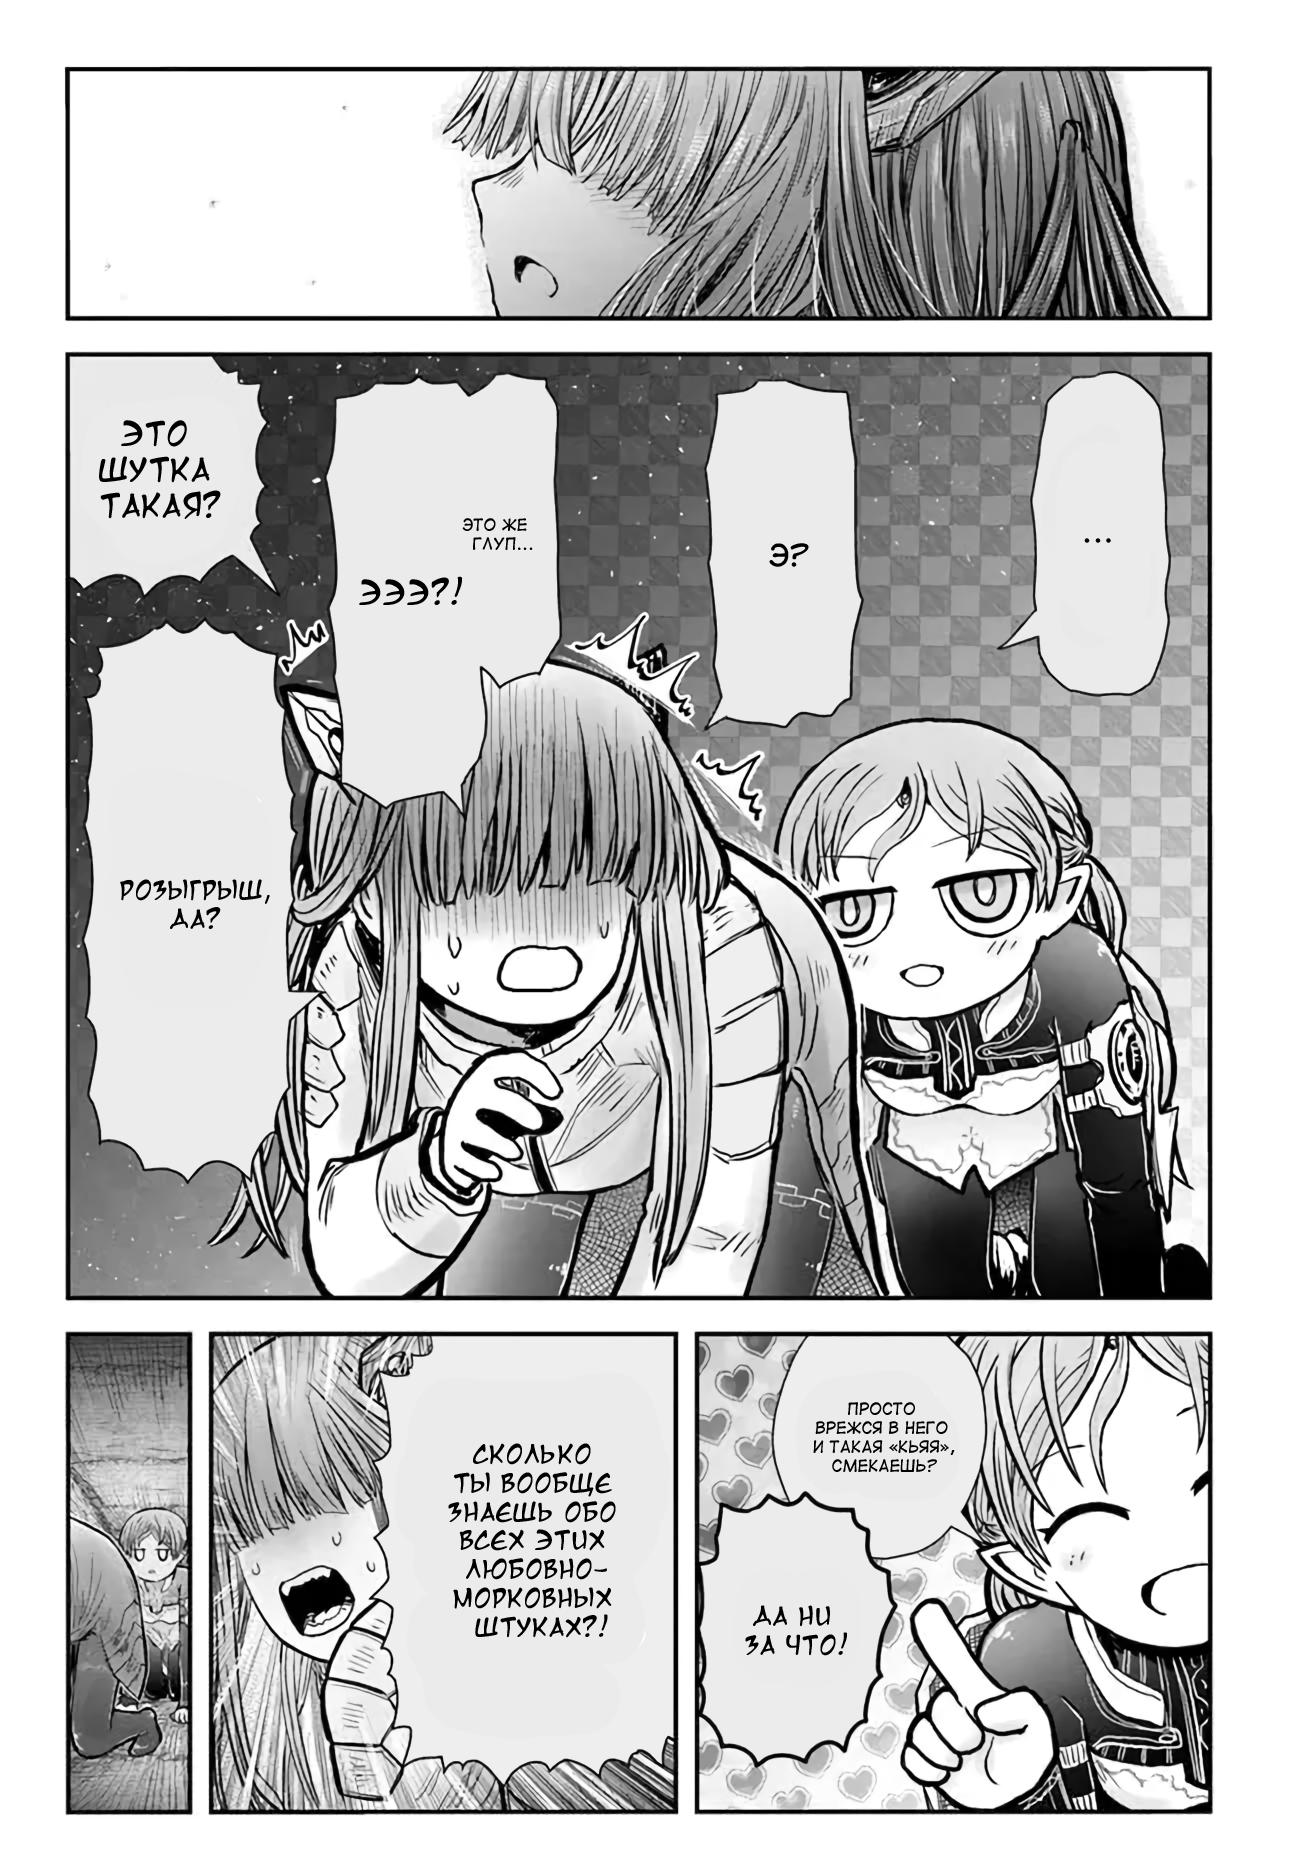 ...
Э?
ЭТО ЖЕ
ГЛУП...
ЭЭЭ?!
ЭТО
ШУТКА
ТАКАЯ?
РОЗЫГРЫШ,
ДА?
ПРОСТО
ВРЕЖСЯ В НЕГО
И ТАКАЯ «КЬЯЯ»,
СМЕКАЕШЬ?
ДА НИ
ЗА ЧТО!
СКОЛЬКО
ТЫ ВООБЩЕ
ЗНАЕШЬ ОБО
ВСЕХ ЭТИХ
ЛЮБОВНО-
МОРКОВНЫХ
ШТУКАХ?!